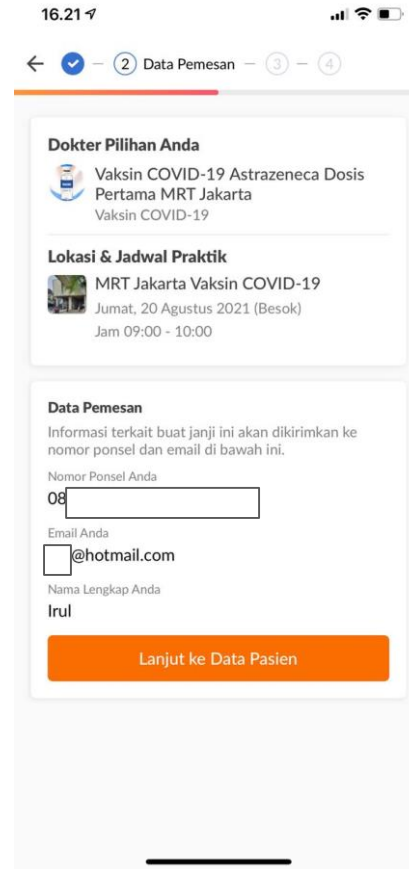 16.21
2 Data Pemesan 3 4
Dokter Pilihan Anda
Vaksin COVID-19 Astrazeneca Dosis
Pertama MRT Jakarta
Vaksin COVID-19
Lokasi & Jadwal Praktik
MRT Jakarta Vaksin COVID-19
Jumat, 20 Agustus 2021 (Besok)
Jam 09:00 - 10:00
Data Pemesan
Informasi terkait buat janji ini akan dikirimkan ke
nomor ponsel dan email di bawah ini.
Nomor Ponsel Anda
08
Email Anda
@hotmail.com
Nama Lengkap Anda
Irul
Lanjut ke Data Pasien